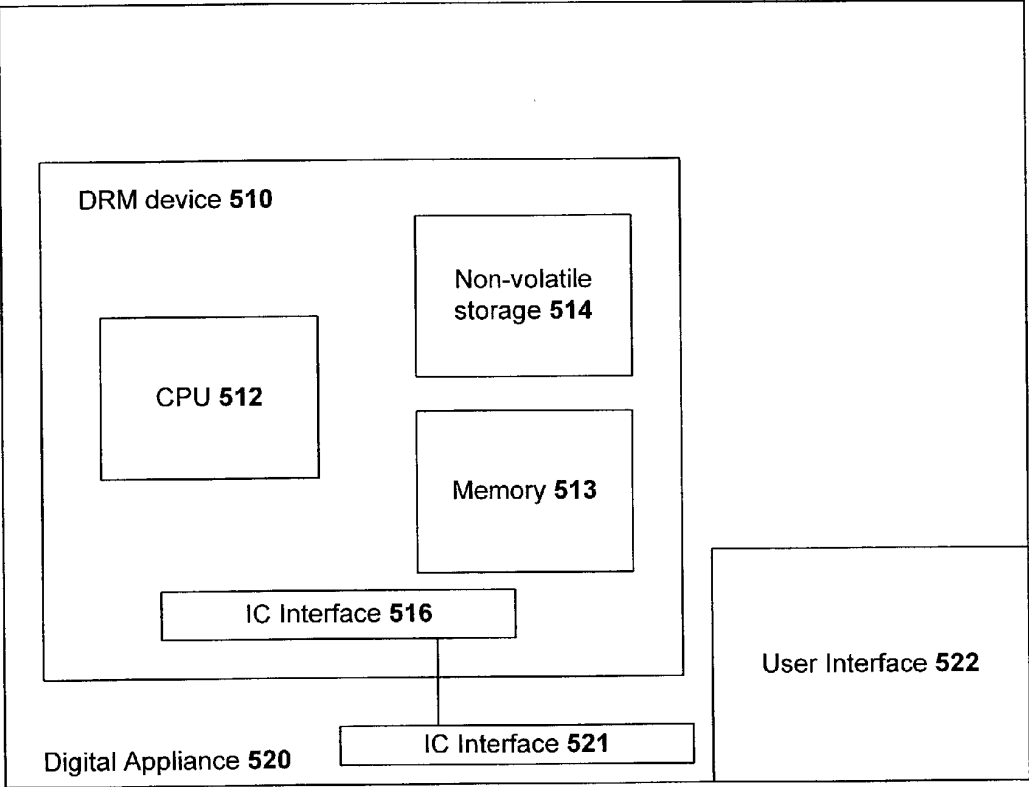 DRM device 510
Non-volatile
storage 514
CPU 512
Memory 513
IC Interface 516
User Interface 522
IC Interface 521
Digital Appliance 520